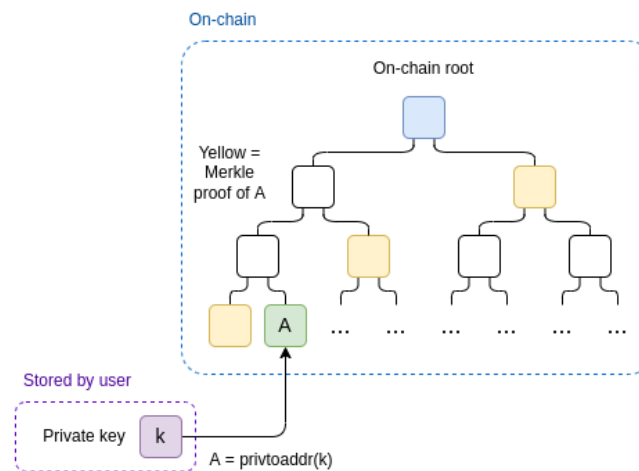 On-chain
On-chain root
Yellow =
Merkle
proof of A
A
... ... ... ... ... ...
Stored by user
Private key
k
A = privtoaddr(k)